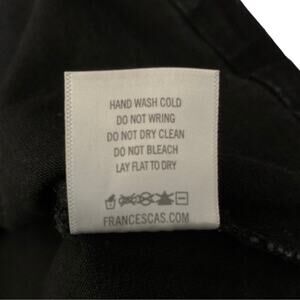 HAND WASH COLD
DO NOT WRING
DO NOT DRY CLEAN
DO NOT BLEACH
LAY FLAT TO DRY
FRANCESCAS.COM